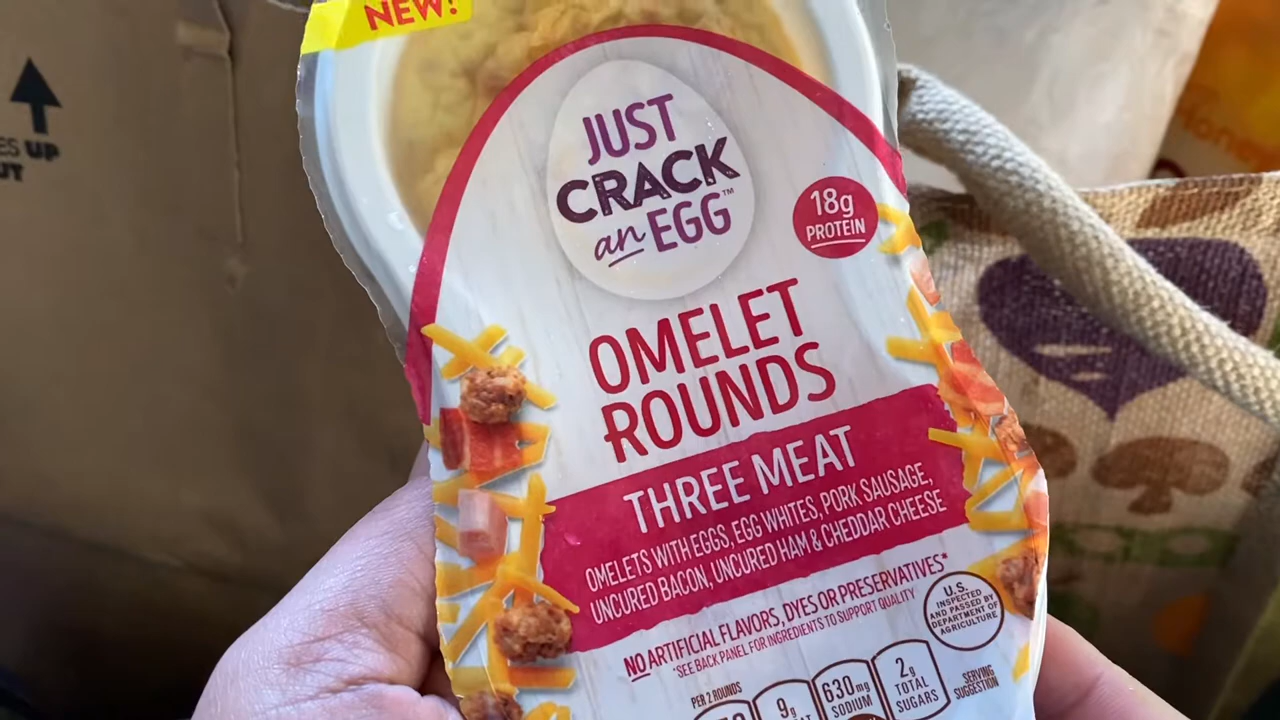 NEW!
UP
JUST
CRACK
an EGG™
18g
PROTEIN
OMELET
ROUNDS
THREE MEAT
OMELETS WITH EGGS, EGG WHITES, PORK SAUSAGE,
UNCURED BACON, UNCURED HAM & CHEDDAR CHEESE
NO ARTIFICIAL FLAVORS, DYES OR PRESERVATIVES*
*SEE BACK PANEL FOR INGREDIENTS TO SUPPORT QUALITY
U.S.
INSPECTED
AND PASSED BY
DEPARTMENT OF
AGRICULTURE
PER 2 ROUNDS
9g
630mg
SODIUM
2g
TOTAL
SUGARS
SERVING
SUGGESTION